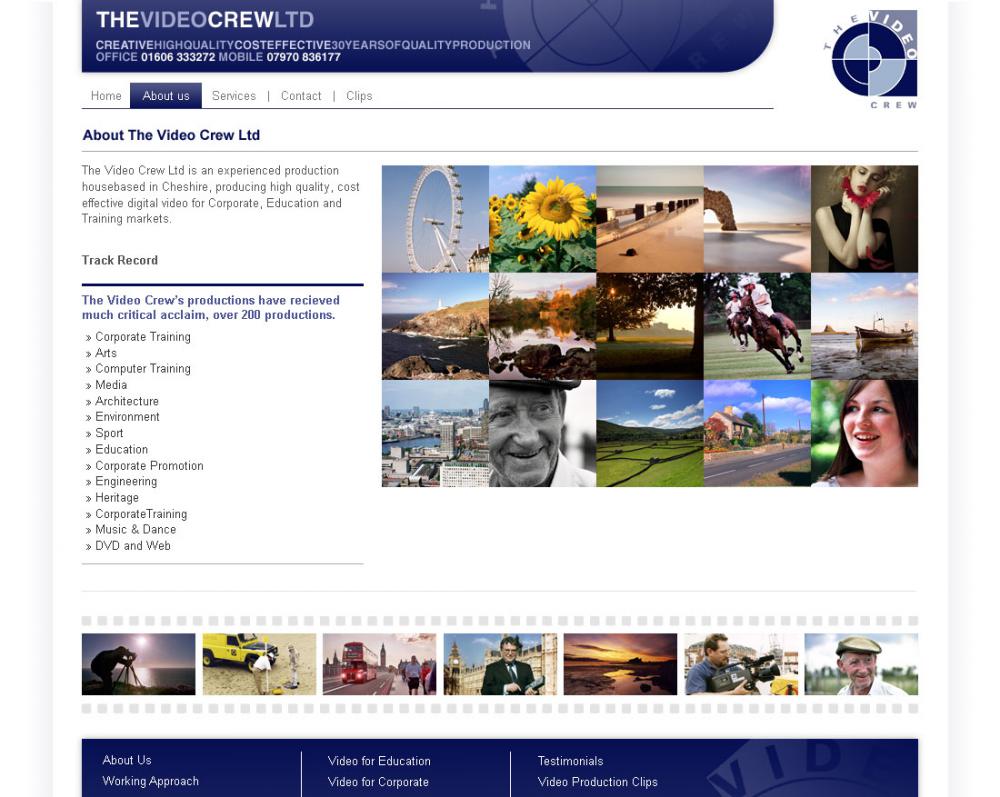 THEVIDEOCREWLTD
CREATIVEHIGHQUALITYCOSTEFFECTIVE30YEARSOFQUALITYPRODUCTION
OFFICE 01606 333272 MOBILE 07970 836177
THE VIDEO
CREW
Home About us Services | Contact | Clips
About The Video Crew Ltd
The Video Crew Ltd is an experienced production
housebased in Cheshire, producing high quality, cost
effective digital video for Corporate, Education and
Training markets.
Track Record
The Video Crew's productions have recieved
much critical acclaim, over 200 productions.
» Corporate Training
» Arts
» Computer Training
» Media
» Architecture
» Environment
» Sport
» Education
» Corporate Promotion
» Engineering
» Heritage
» CorporateTraining
» Music & Dance
» DVD and Web
About Us
Working Approach
Video for Education
Video for Corporate
Testimonials
Video Production Clips
VIDE